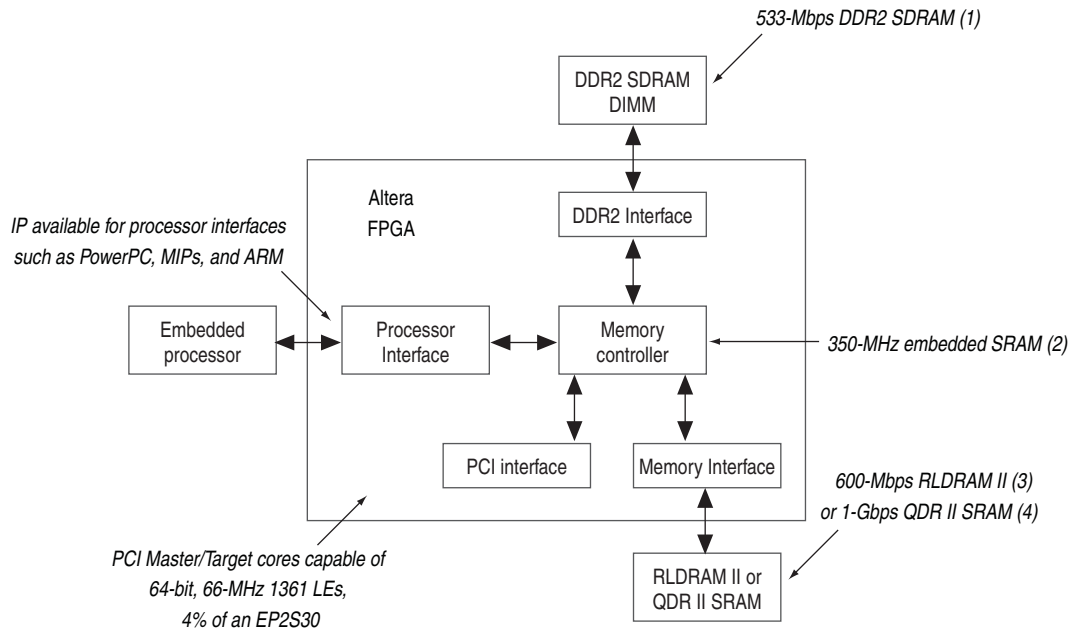 533-Mbps DDR2 SDRAM (1)
DDR2 SDRAM
DIMM
Altera
FPGA
DDR2 Interface
IP available for processor interfaces
such as PowerPC, MIPs, and ARM
Embedded
processor
Processor
Interface
Memory
controller
350-MHz embedded SRAM (2)
PCI interface
Memory Interface
600-Mbps RLDRAM II (3)
or 1-Gbps QDR II SRAM (4)
PCI Master/Target cores capable of
64-bit, 66-MHz 1361 LEs,
4% of an EP2S30
RLDRAM II or
QDR II SRAM